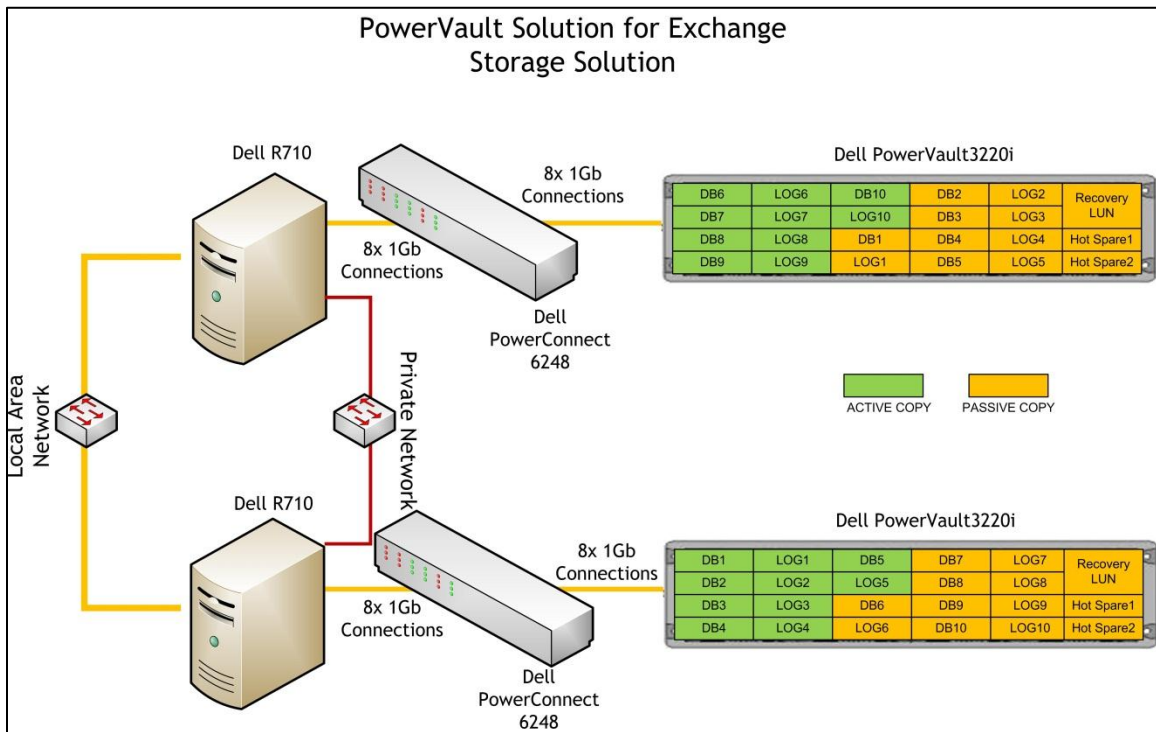 PowerVault Solution for Exchange
Storage Solution
Dell R710
8x 1Gb
Connections
Dell PowerVault3220i
DB6 LOG6 DB10 DB2 LOG2 Recovery
LUN
DB7 LOG7 LOG10 DB3 LOG3
DB8 LOG8 DB1 DB4 LOG4 Hot Spare1
DB9 LOG9 LOG1 DB5 LOG5 Hot Spare2
8x 1Gb
Connections
Dell
PowerConnect
6248
Local Area
Network
Private Network
ACTIVE COPY
PASSIVE COPY
Dell R710
8x 1Gb
Connections
Dell PowerVault3220i
DB1 LOG1 DB5 DB7 LOG7 Recovery
LUN
DB2 LOG2 LOG5 DB8 LOG8
DB3 LOG3 DB6 DB9 LOG9 Hot Spare1
DB4 LOG4 LOG6 DB10 LOG10 Hot Spare2
8x 1Gb
Connections
Dell
PowerConnect
6248